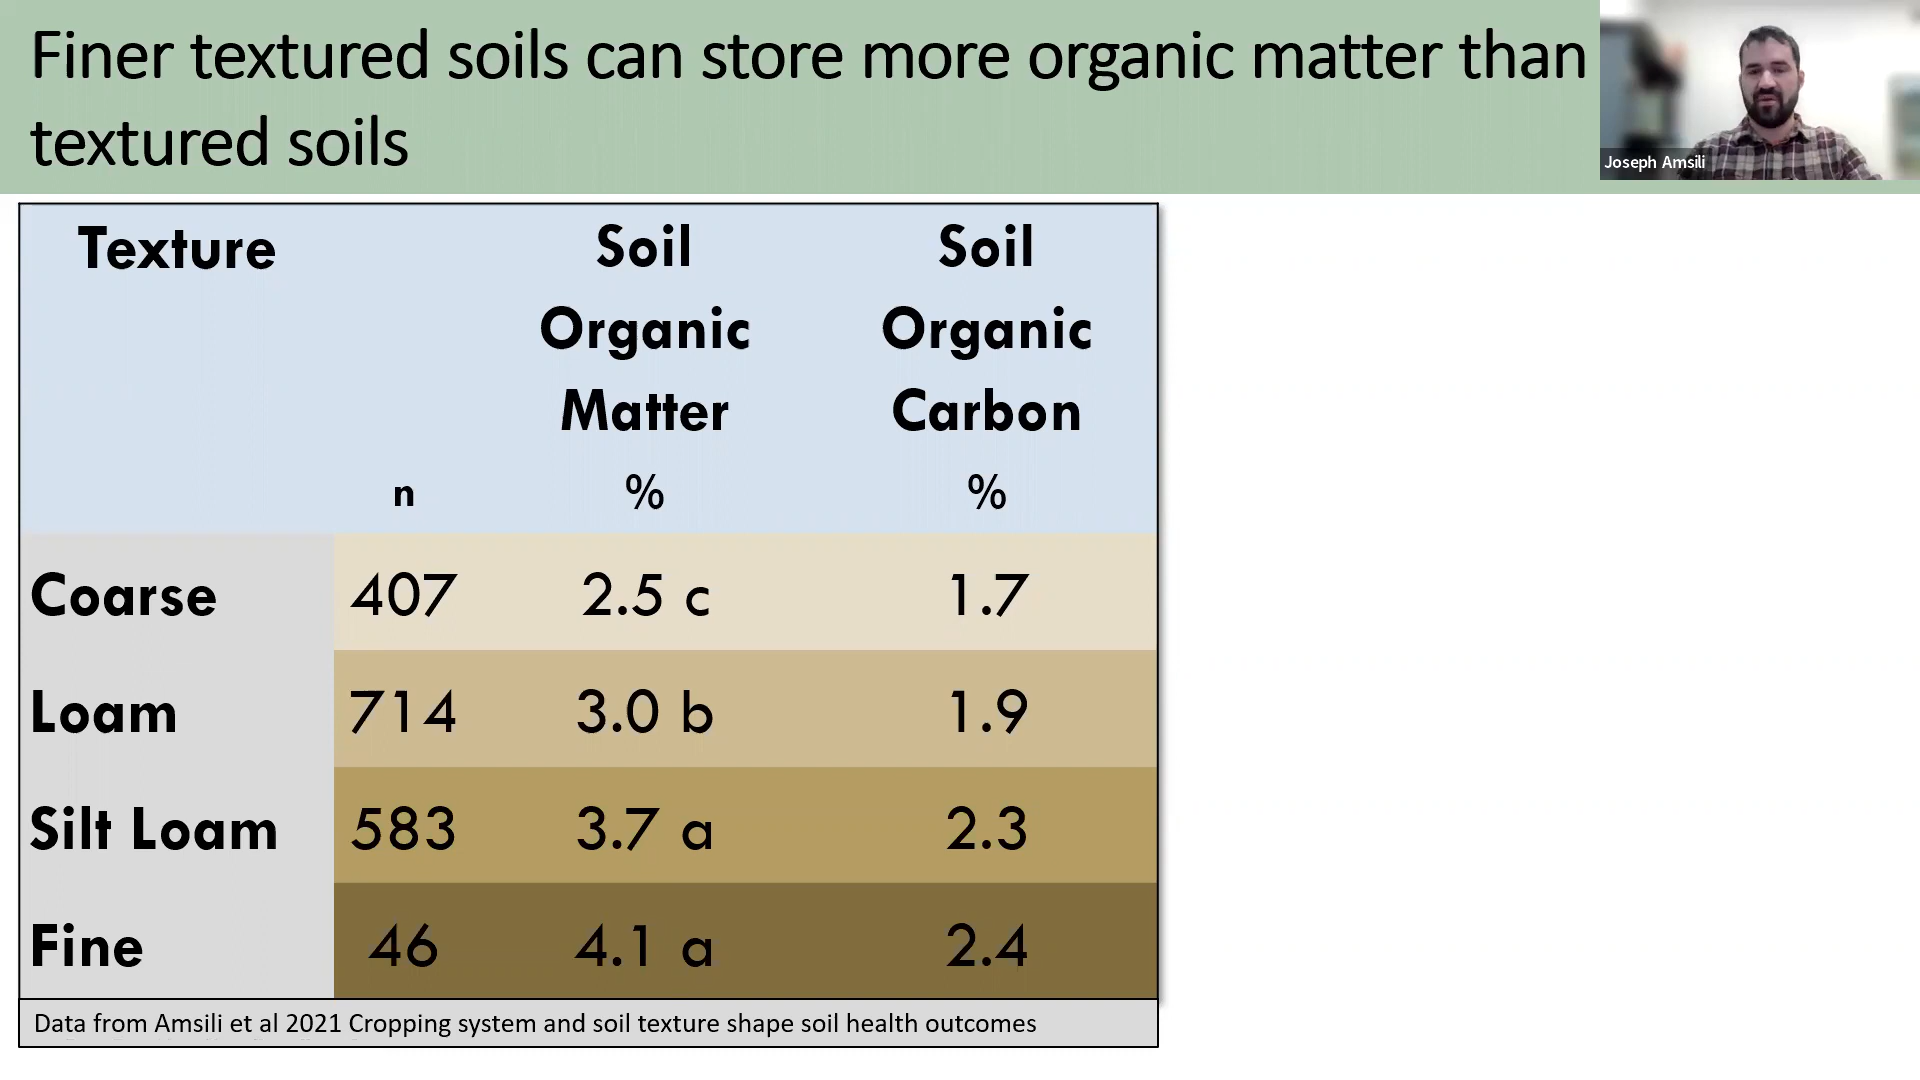 Finer textured soils can store more organic matter than
textured soils
Joseph Amsili
Texture
Soil
Organic
Matter
Soil
Organic
Carbon
n % %
Coarse 407 2.5 c 1.7
Loam 714 3.0 b 1.9
Silt Loam 583 3.7 a 2.3
Fine 46 4.1 a 2.4
Data from Amsili et al 2021 Cropping system and soil texture shape soil health outcomes